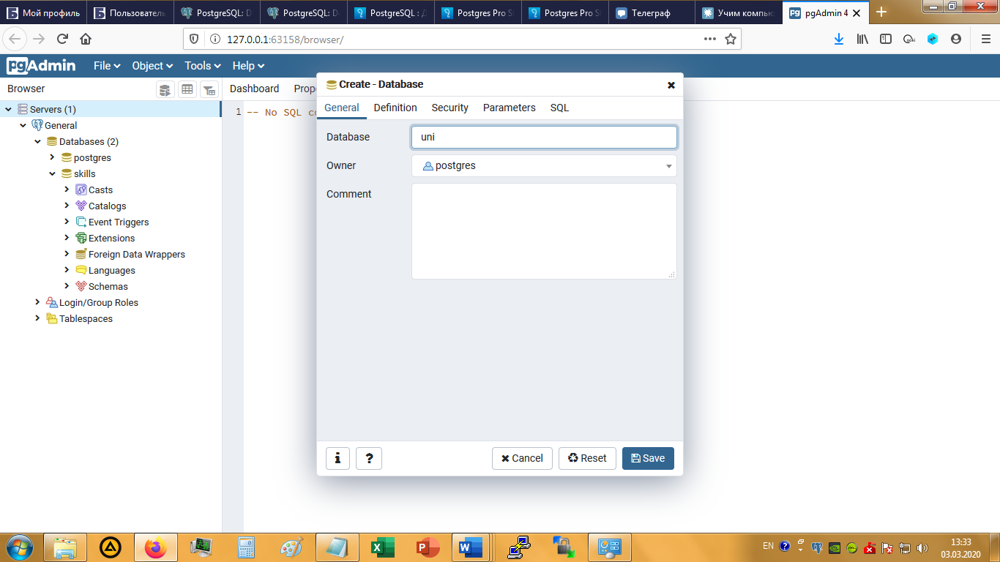 Мой профиль
Пользователь
PostgreSQL: D
PostgreSQL: D
PostgreSQL : Д
Postgres Pro S
Postgres Pro S
Телеграф
Учим компью
pgAdmin 4
127.0.0.1:63158/browser/
pgAdmin File Object Tools Help
Browser
Dashboard Prope
Servers (1)
General
Databases (2)
postgres
skills
Casts
Catalogs
Event Triggers
Extensions
Foreign Data Wrappers
Languages
Schemas
Login/Group Roles
Tablespaces
1 -- No SQL co
Create - Database
General Definition Security Parameters SQL
Database uni
Owner postgres
Comment
i ? Cancel Reset Save
EN
13:33
03.03.2020